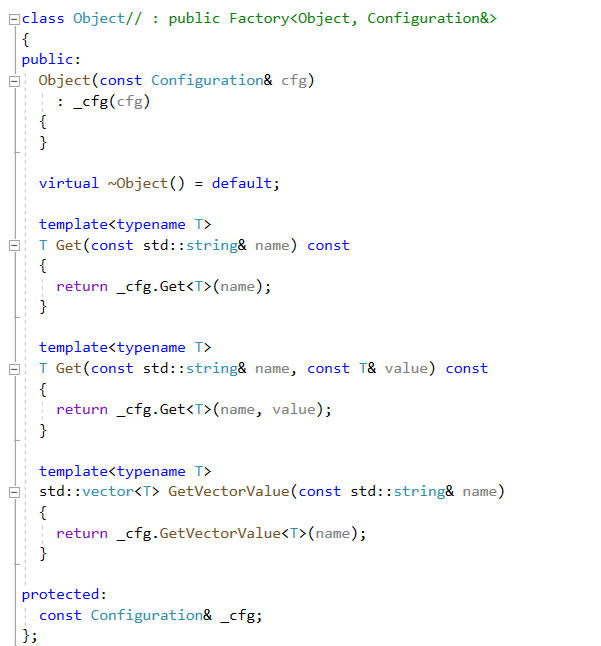 class Object// : public Factory<Object, Configuration&>
{
public:
Object(const Configuration& cfg)
: _cfg(cfg)
{
}
virtual ~Object() = default;
template<typename T>
T Get(const std::string& name) const
{
return _cfg.Get<T>(name);
}
template<typename T>
T Get(const std::string& name, const T& value) const
{
return _cfg.Get<T>(name, value);
}
template<typename T>
std::vector<T> GetVectorValue(const std::string& name)
{
return _cfg.GetVectorValue<T>(name);
}
protected:
const Configuration& _cfg;
};